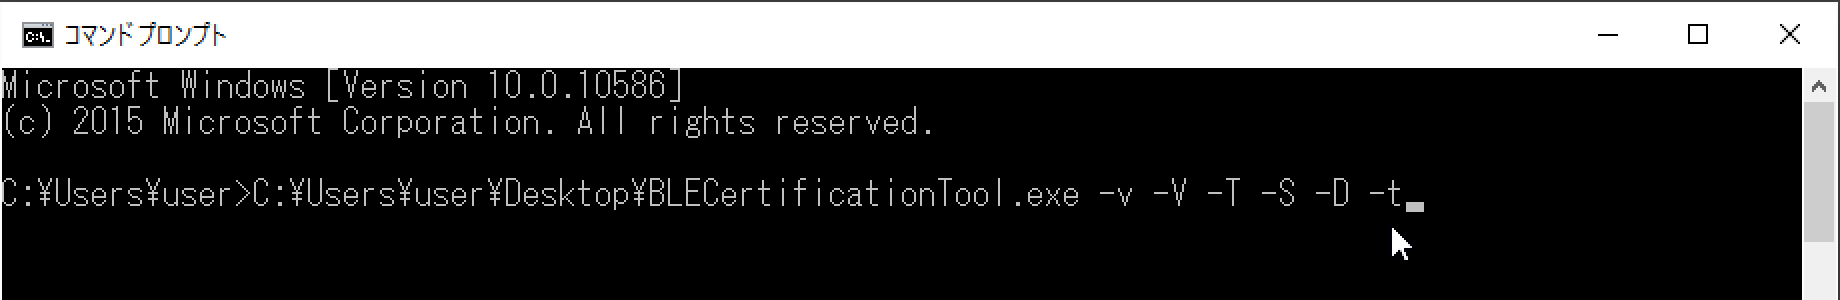 コマンド プロンプト
Microsoft Windows [Version 10.0.10586]
(c) 2015 Microsoft Corporation. All rights reserved.
C:¥Users¥user>C:¥Users¥user¥Desktop¥BLECertificationTool.exe -v -V -T -S -D -t